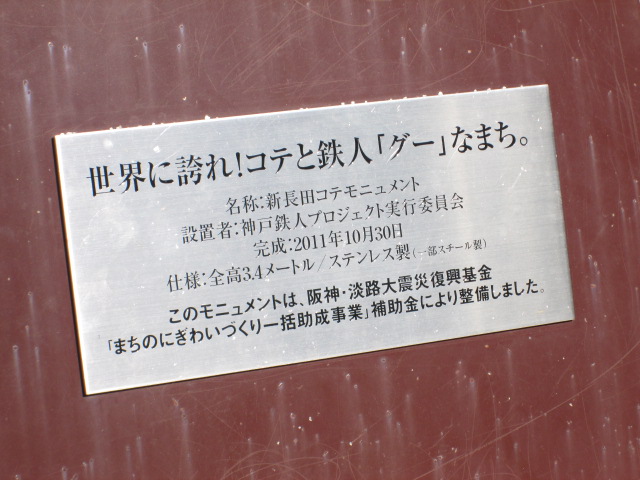 世界に誇れ!コテと鉄人「グー」なまち。
名称:新長田コテモニュメント
設置者:神戸鉄人プロジェクト実行委員会
完成:2011年10月30日
仕様:全高3.4メートル/ステンレス製(一部スチール製)
このモニュメントは、阪神・淡路大震災復興基金
「まちのにぎわいづくり一括助成事業」補助金により整備しました。